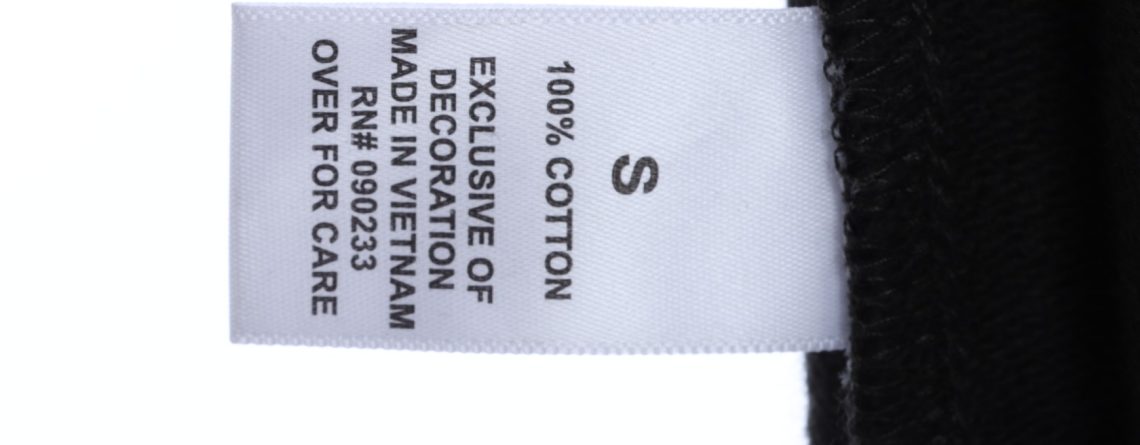 S
100% COTTON
EXCLUSIVE OF
DECORATION
MADE IN VIETNAM
RN# 090233
OVER FOR CARE